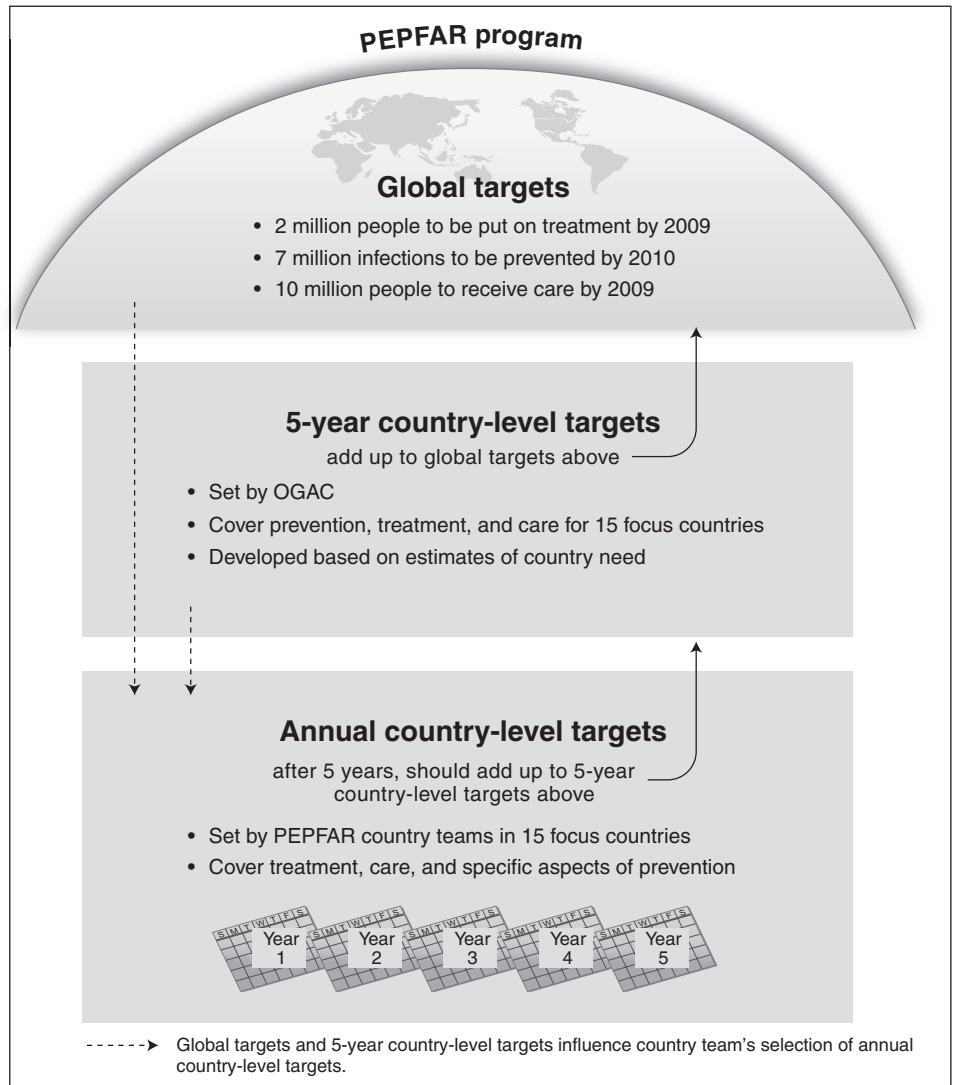 PEPFAR program
Global targets
• 2 million people to be put on treatment by 2009
• 7 million infections to be prevented by 2010
• 10 million people to receive care by 2009
5-year country-level targets
add up to global targets above
• Set by OGAC
• Cover prevention, treatment, and care for 15 focus countries
• Developed based on estimates of country need
Annual country-level targets
after 5 years, should add up to 5-year
country-level targets above
• Set by PEPFAR country teams in 15 focus countries
• Cover treatment, care, and specific aspects of prevention
S M T W T F S
Year
1
M T W T F S
Year
2
S M T W T F S
Year
3
S M T W T F S
Year
4
S M T W T F S
Year
5
Global targets and 5-year country-level targets influence country team's selection of annual
country-level targets.